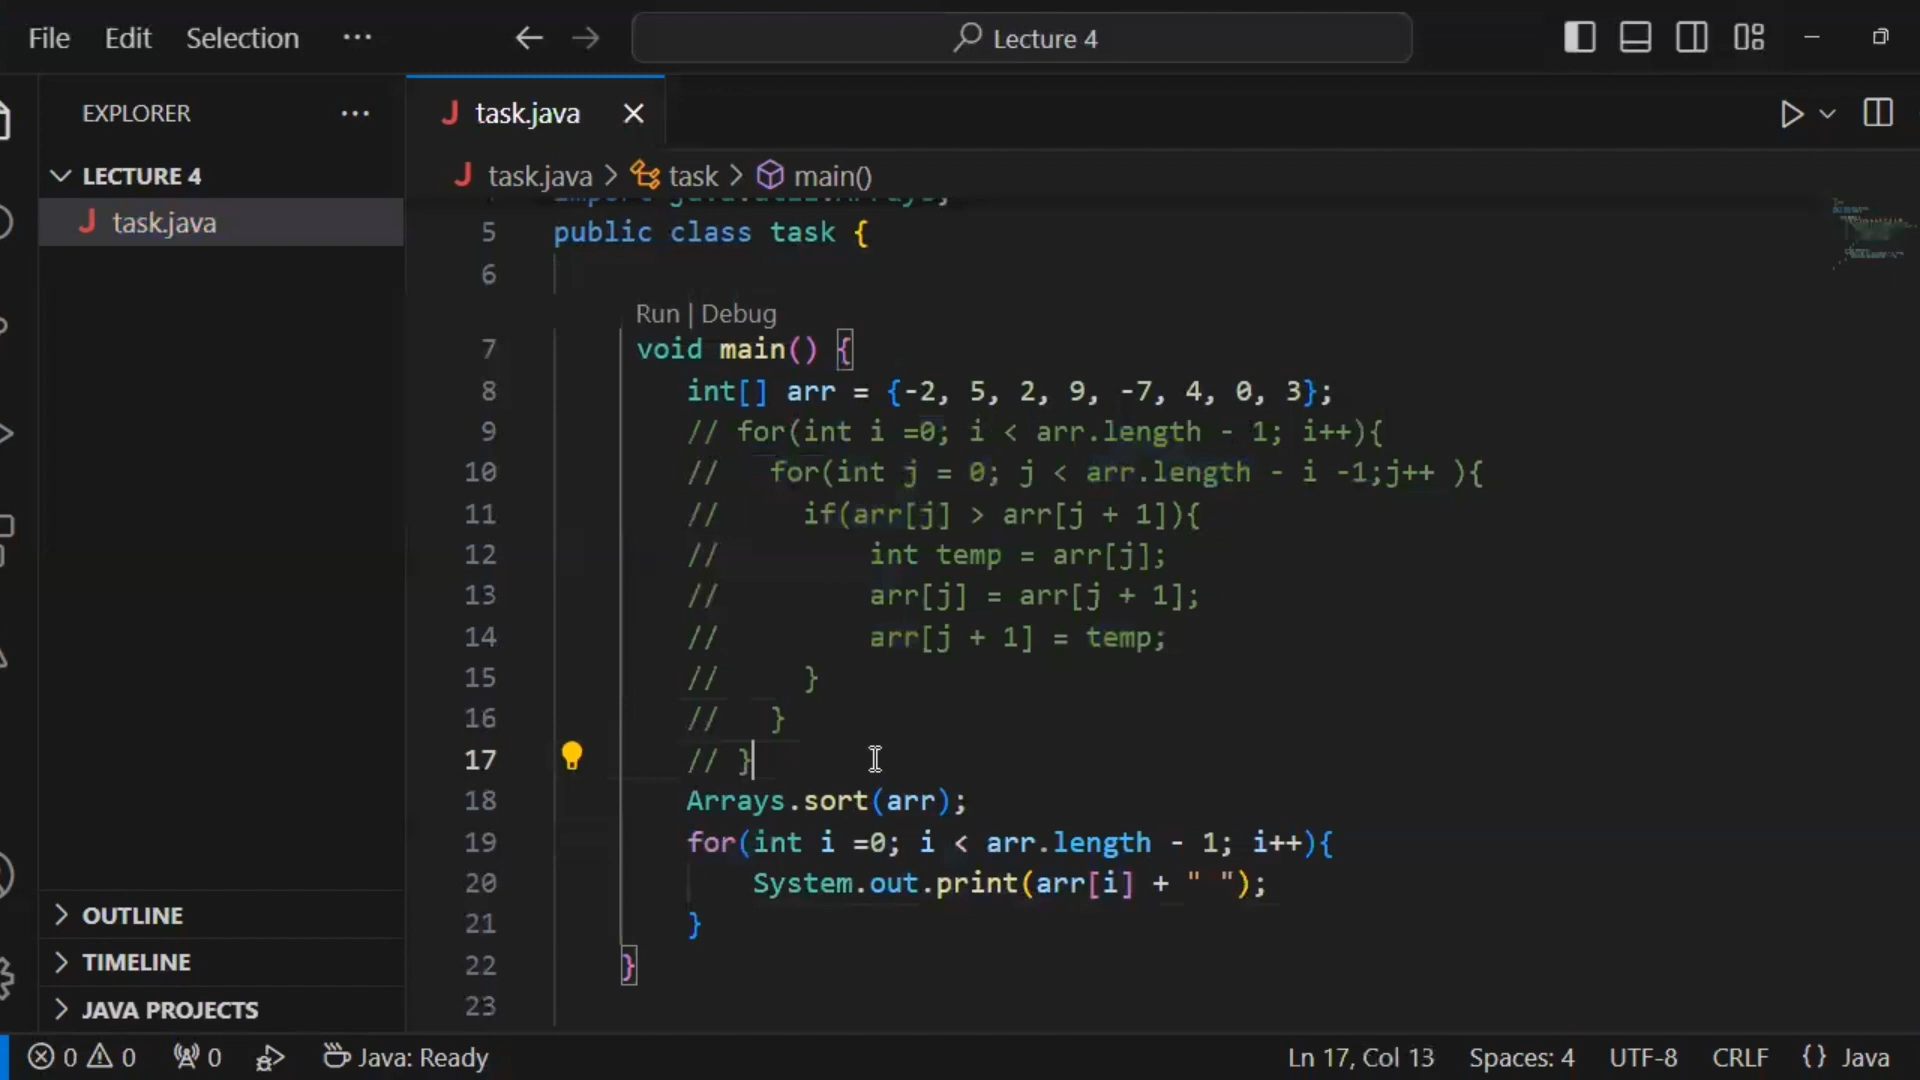 File Edit Selection ··· Lecture 4
EXPLORER ···
LECTURE 4
task.java
OUTLINE
TIMELINE
JAVA PROJECTS
task.java
task.java > task > main()
5 public class task {
6
Run | Debug
7 void main() {
8 int[] arr = {-2, 5, 2, 9, -7, 4, 0, 3};
9 // for(int i =0; i < arr.length - 1; i++){
10 //   for(int j = 0; j < arr.length - i -1;j++ ){
11 //     if(arr[j] > arr[j + 1]){
12 //         int temp = arr[j];
13 //         arr[j] = arr[j + 1];
14 //         arr[j + 1] = temp;
15 //     }
16 //   }
17 // }
18 Arrays.sort(arr);
19 for(int i =0; i < arr.length - 1; i++){
20 System.out.print(arr[i] + " ");
21 }
22 }
23
0 0 0 Java: Ready Ln 17, Col 13 Spaces: 4 UTF-8 CRLF {} Java